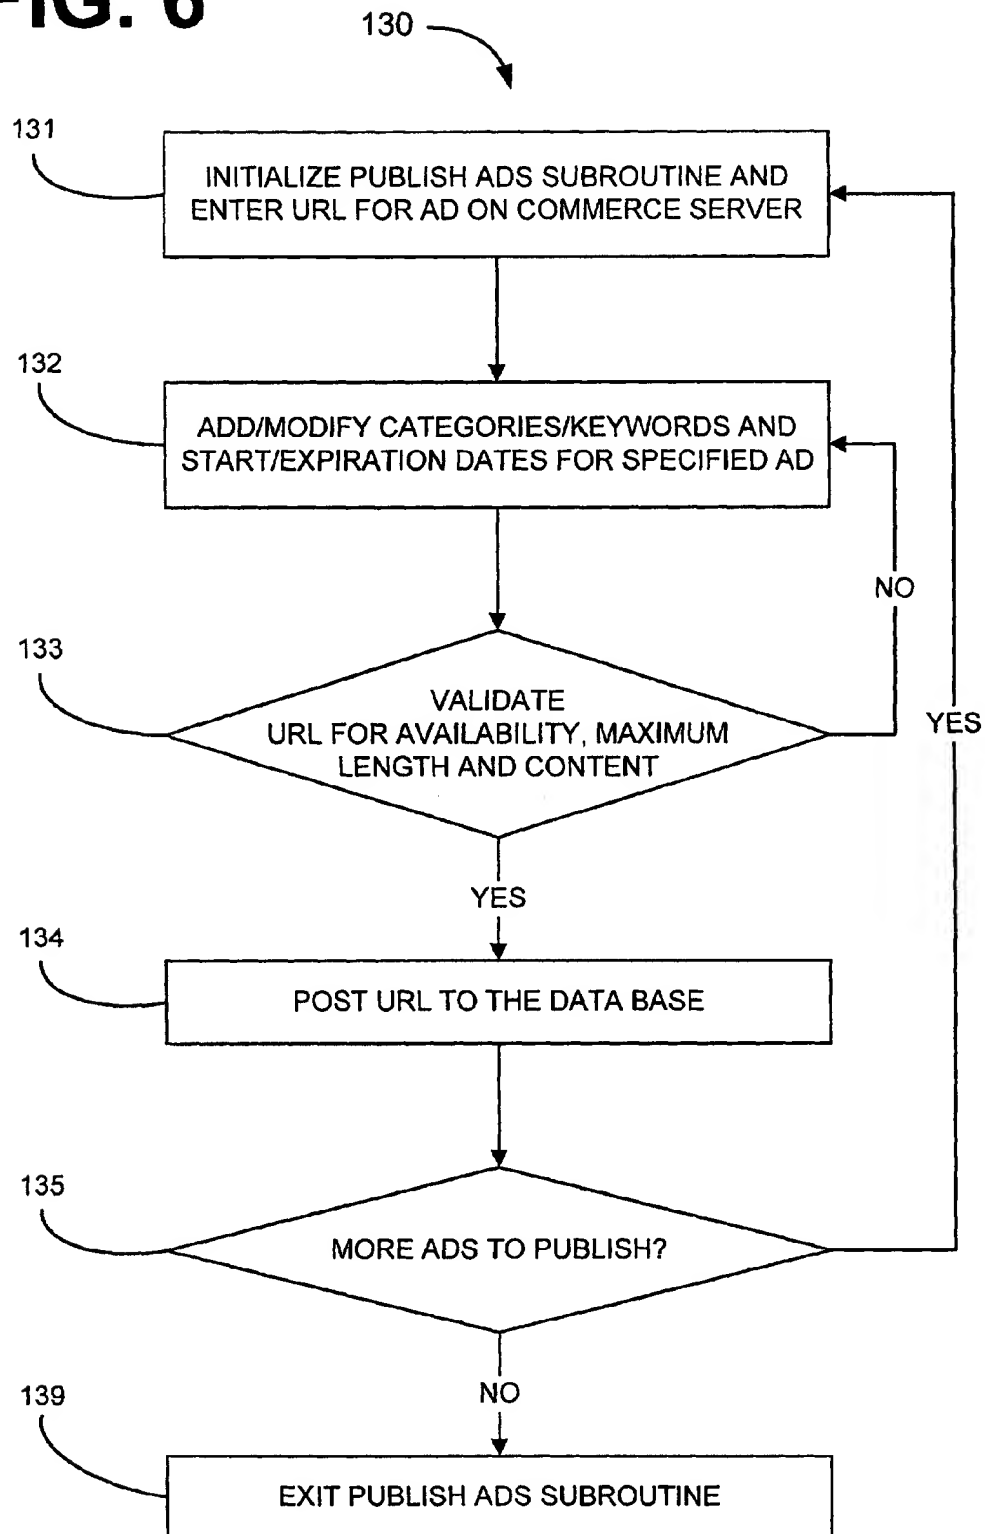 FIG. 6
130
131
INITIALIZE PUBLISH ADS SUBROUTINE AND
ENTER URL FOR AD ON COMMERCE SERVER
132
ADD/MODIFY CATEGORIES/KEYWORDS AND
START/EXPIRATION DATES FOR SPECIFIED AD
NO
133
VALIDATE
URL FOR AVAILABILITY, MAXIMUM
LENGTH AND CONTENT
YES
YES
134
POST URL TO THE DATA BASE
135
MORE ADS TO PUBLISH?
NO
139
EXIT PUBLISH ADS SUBROUTINE